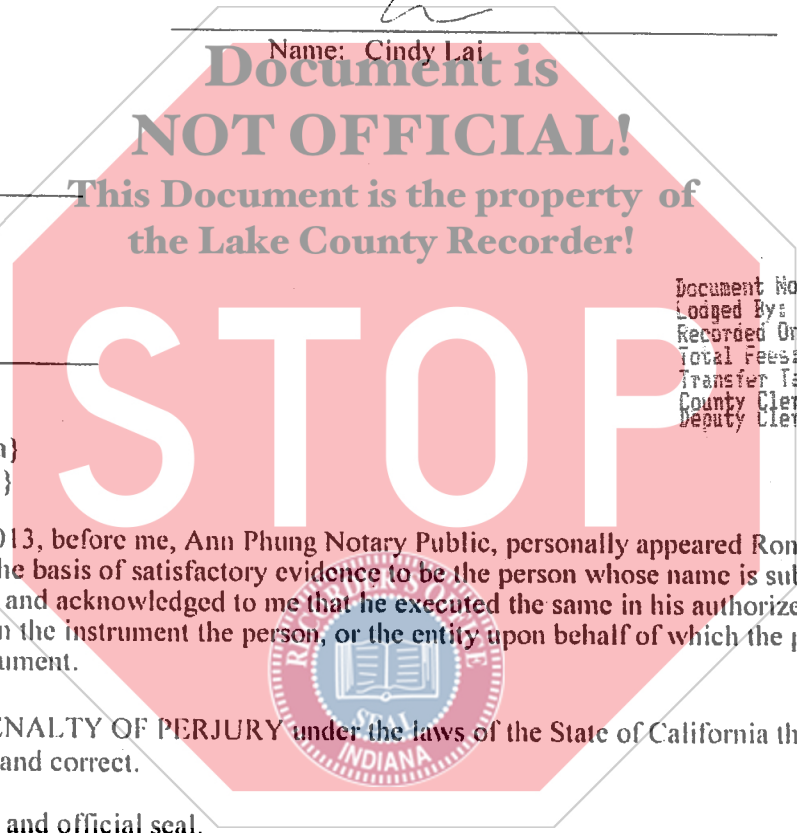 Name: Cindy Lai
Document is
NOT OFFICIAL!
This Document is the property of
the Lake County Recorder!
Document No
Lodged By:
Recorded On
Total Fees:
Transfer Ta
County Cler
Deputy Cler
STOP
a}
}
013, before me, Ann Phung Notary Public, personally appeared Ron
he basis of satisfactory evidence to be the person whose name is sub
and acknowledged to me that he executed the same in his authorize
n the instrument the person, or the entity upon behalf of which the p
ument.
RECORDER'S OFFICE
SEAL
INDIANA
ENALTY OF PERJURY under the laws of the State of California th
and correct.
and official seal.